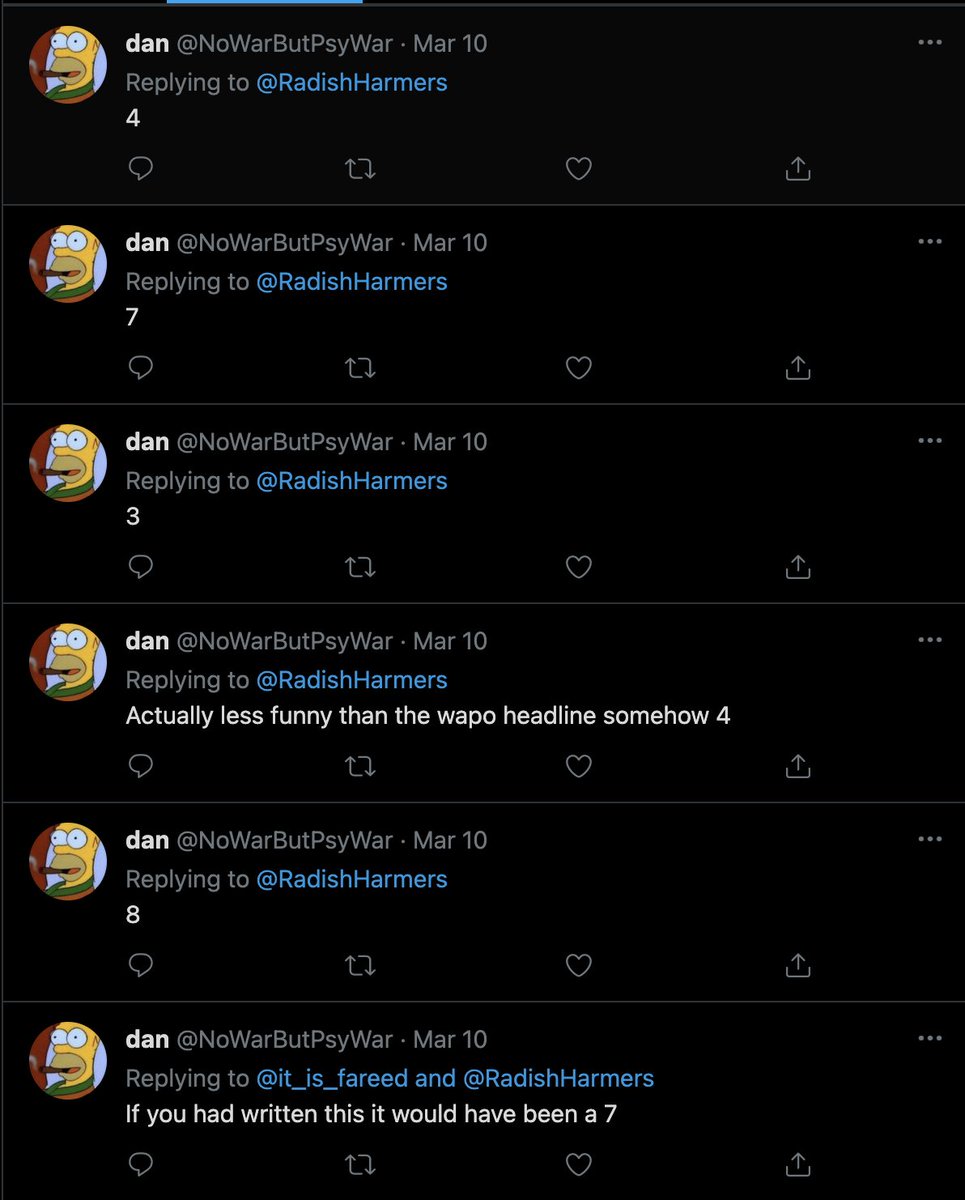 dan @NoWarButPsyWar · Mar 10
Replying to @RadishHarmers
4
dan @NoWarButPsyWar · Mar 10
Replying to @RadishHarmers
7
dan @NoWarButPsyWar · Mar 10
Replying to @RadishHarmers
3
dan @NoWarButPsyWar · Mar 10
Replying to @RadishHarmers
Actually less funny than the wapo headline somehow 4
dan @NoWarButPsyWar · Mar 10
Replying to @RadishHarmers
8
dan @NoWarButPsyWar · Mar 10
Replying to @it_is_fareed and @RadishHarmers
If you had written this it would have been a 7